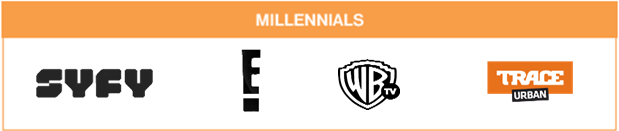 MILLENNIALS
SYFY
E!
WB TV
TRACE
URBAN